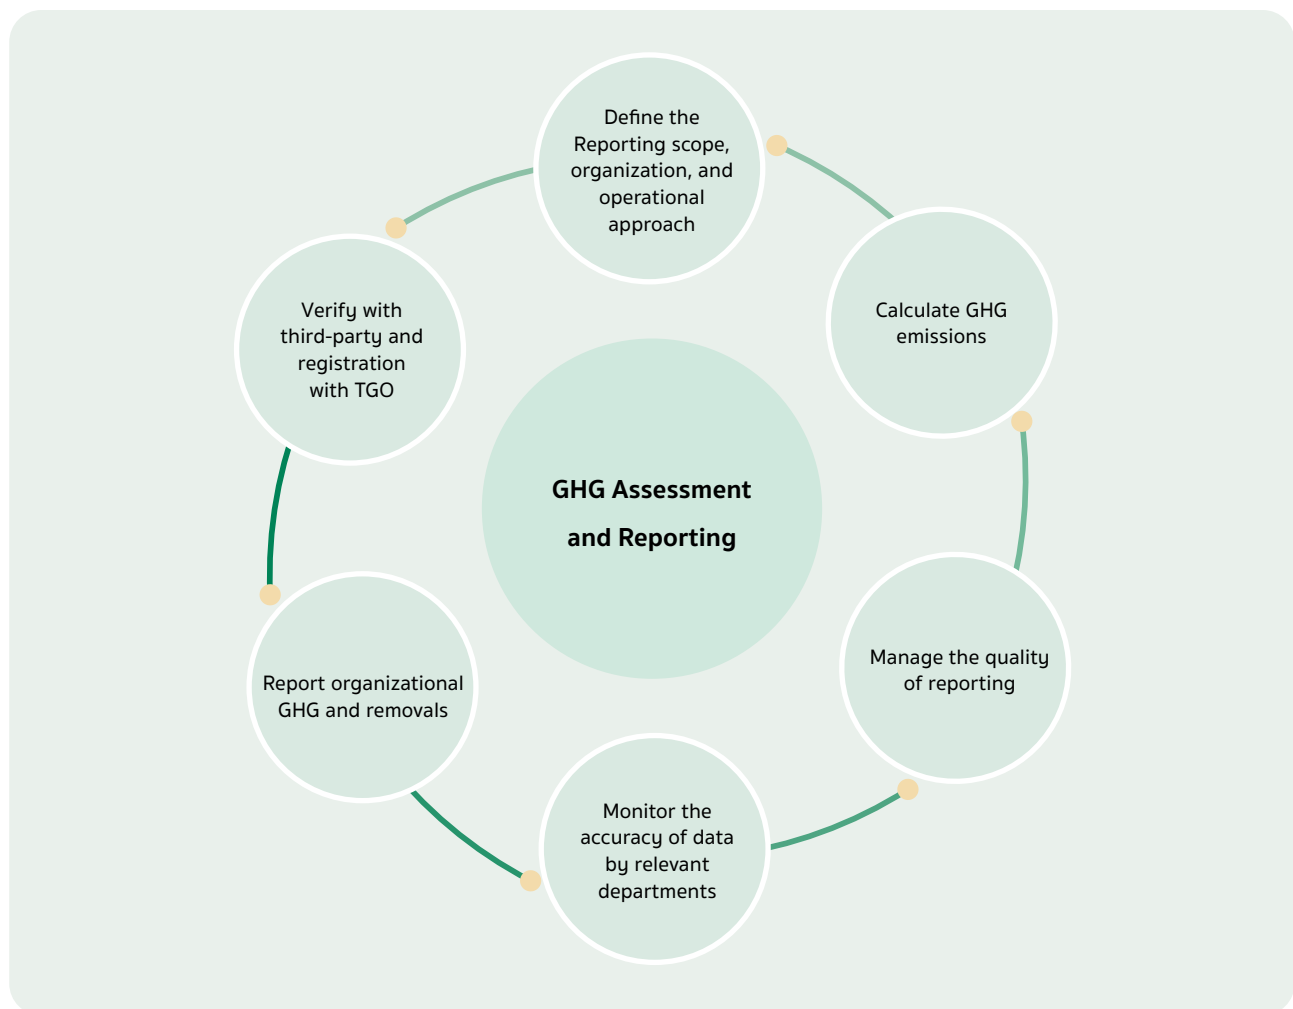 Define the
Reporting scope,
organization, and
operational
approach
Calculate GHG
emissions
Manage the quality
of reporting
Monitor the
accuracy of data
by relevant
departments
Report organizational
GHG and removals
Verify with
third-party and
registration
with TGO
GHG Assessment
and Reporting